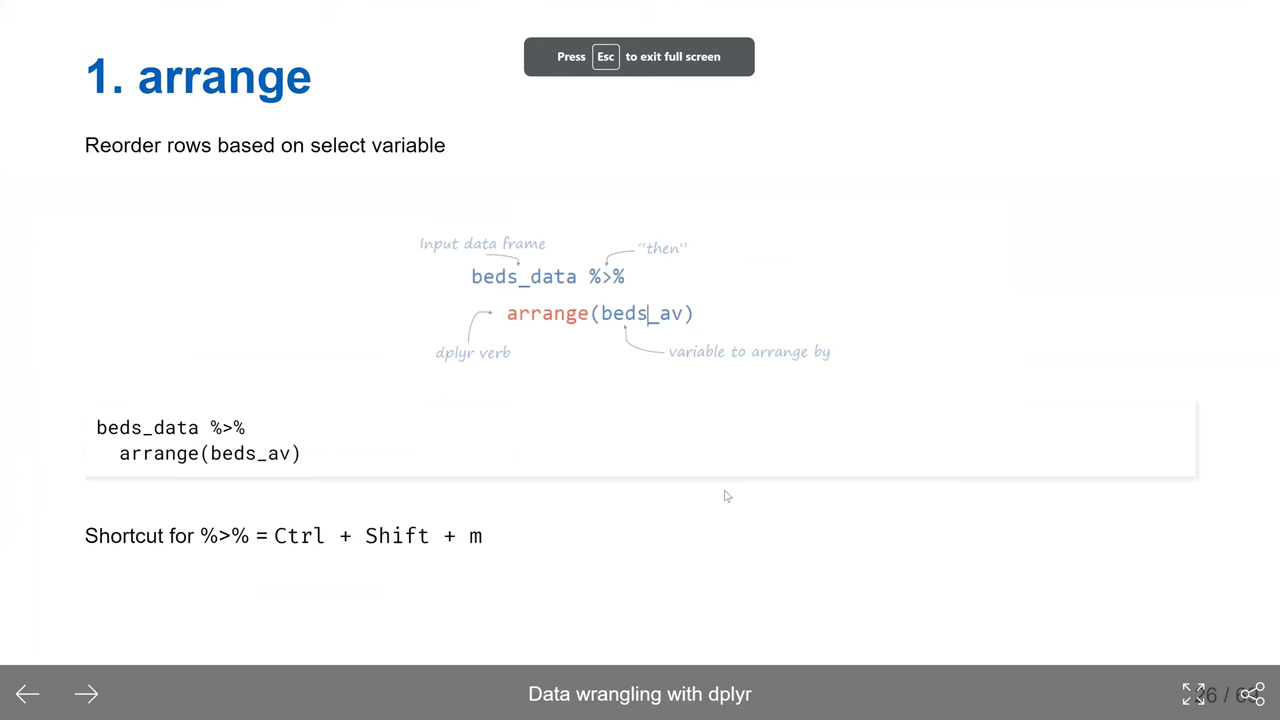 Press Esc to exit full screen
1. arrange
Reorder rows based on select variable
Input data frame
"then"
beds_data %>%
arrange(beds_av)
dplyr verb
variable to arrange by
beds_data %>%
arrange(beds_av)
Shortcut for %>% = Ctrl + Shift + m
Data wrangling with dplyr